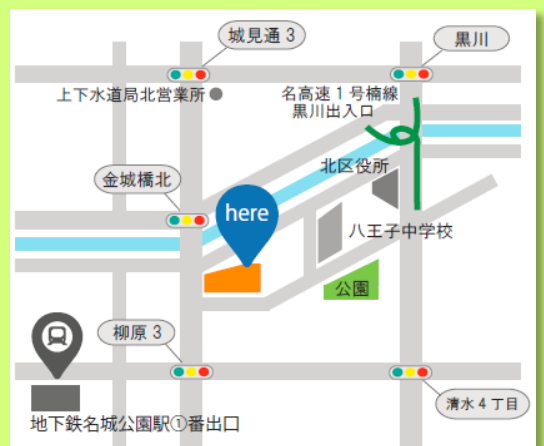 城見通 3
黒川
上下水道局北営業所
名高速1号楠線
黒川出入口
北区役所
金城橋北
here
八王子中学校
公園
柳原 3
清水 4 丁目
地下鉄名城公園駅①番出口